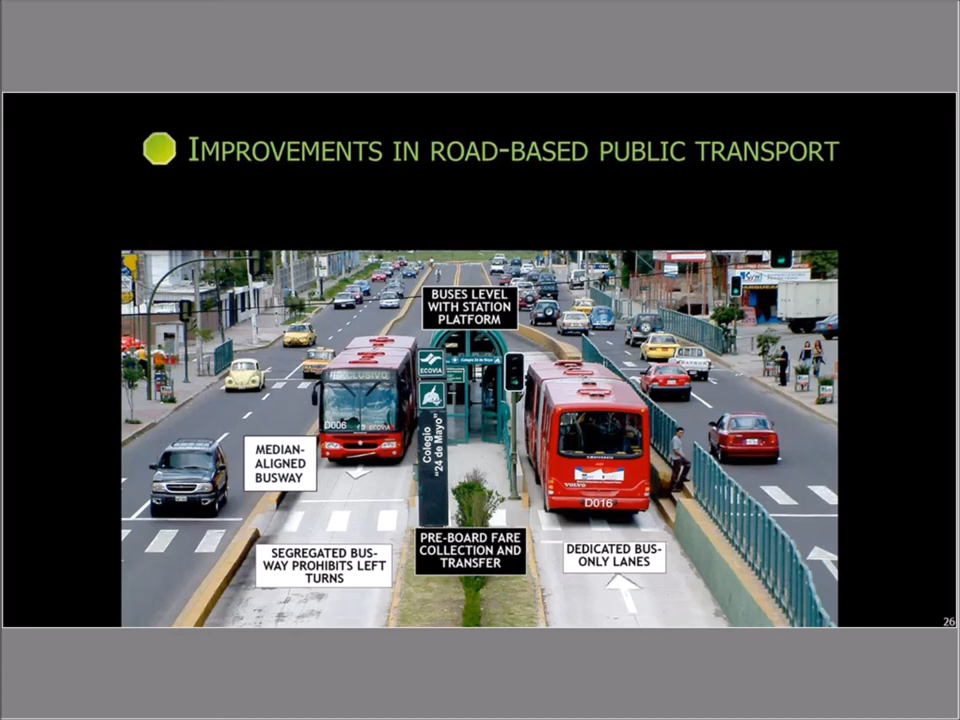 IMPROVEMENTS IN ROAD-BASED PUBLIC TRANSPORT
BUSES LEVEL
WITH STATION
PLATFORM
EXCLUSIVO
D006
ECOVIA
Colegio
"24 de Mayo"
MEDIAN-
ALIGNED
BUSWAY
VOLVO
D016
SEGREGATED BUS-
WAY PROHIBITS LEFT
TURNS
PRE-BOARD FARE
COLLECTION AND
TRANSFER
DEDICATED BUS-
ONLY LANES
26